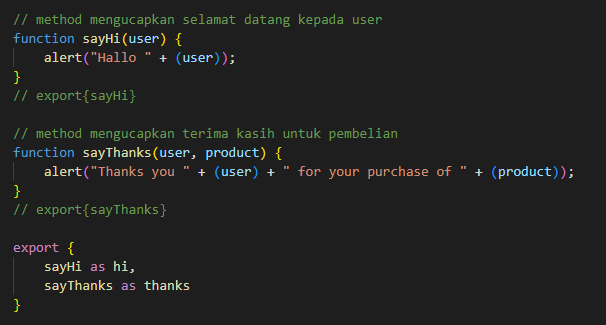 // method mengucapkan selamat datang kepada user
function sayHi(user) {
    alert("Hallo " + (user));
}
// export{sayHi}

// method mengucapkan terima kasih untuk pembelian
function sayThanks(user, product) {
    alert("Thanks you " + (user) + " for your purchase of " + (product));
}
// export{sayThanks}

export {
    sayHi as hi,
    sayThanks as thanks
}